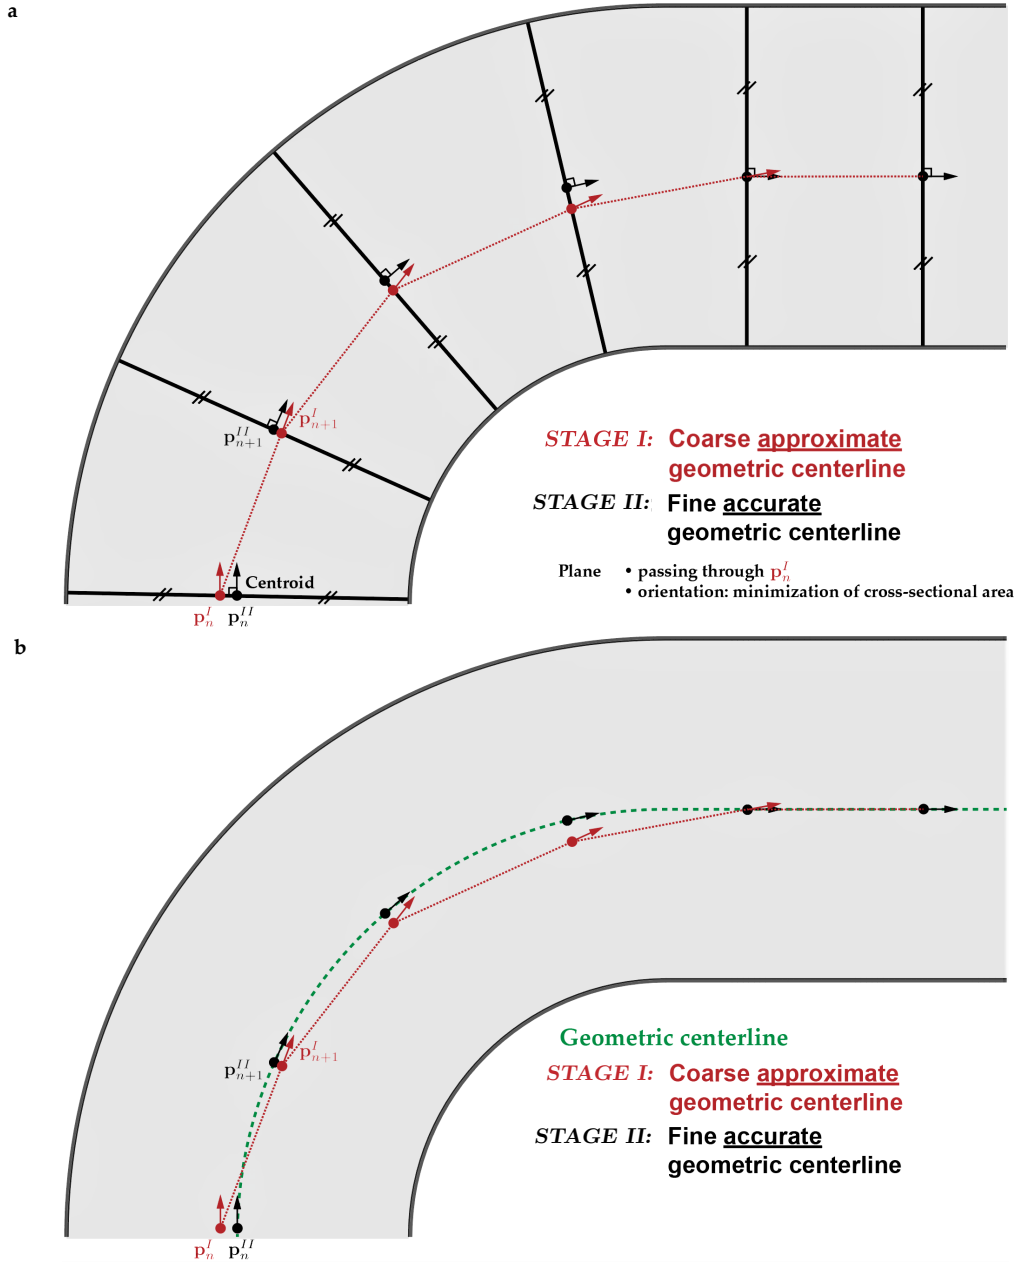 a
p_{n+1}^{II}
p_{n+1}^{I}
Centroid
p_n^I p_n^{II}
STAGE I: Coarse approximate
geometric centerline
STAGE II: Fine accurate
geometric centerline
Plane • passing through p_n^I
• orientation: minimization of cross-sectional area
b
p_{n+1}^{II}
p_{n+1}^{I}
p_n^I p_n^{II}
Geometric centerline
STAGE I: Coarse approximate
geometric centerline
STAGE II: Fine accurate
geometric centerline